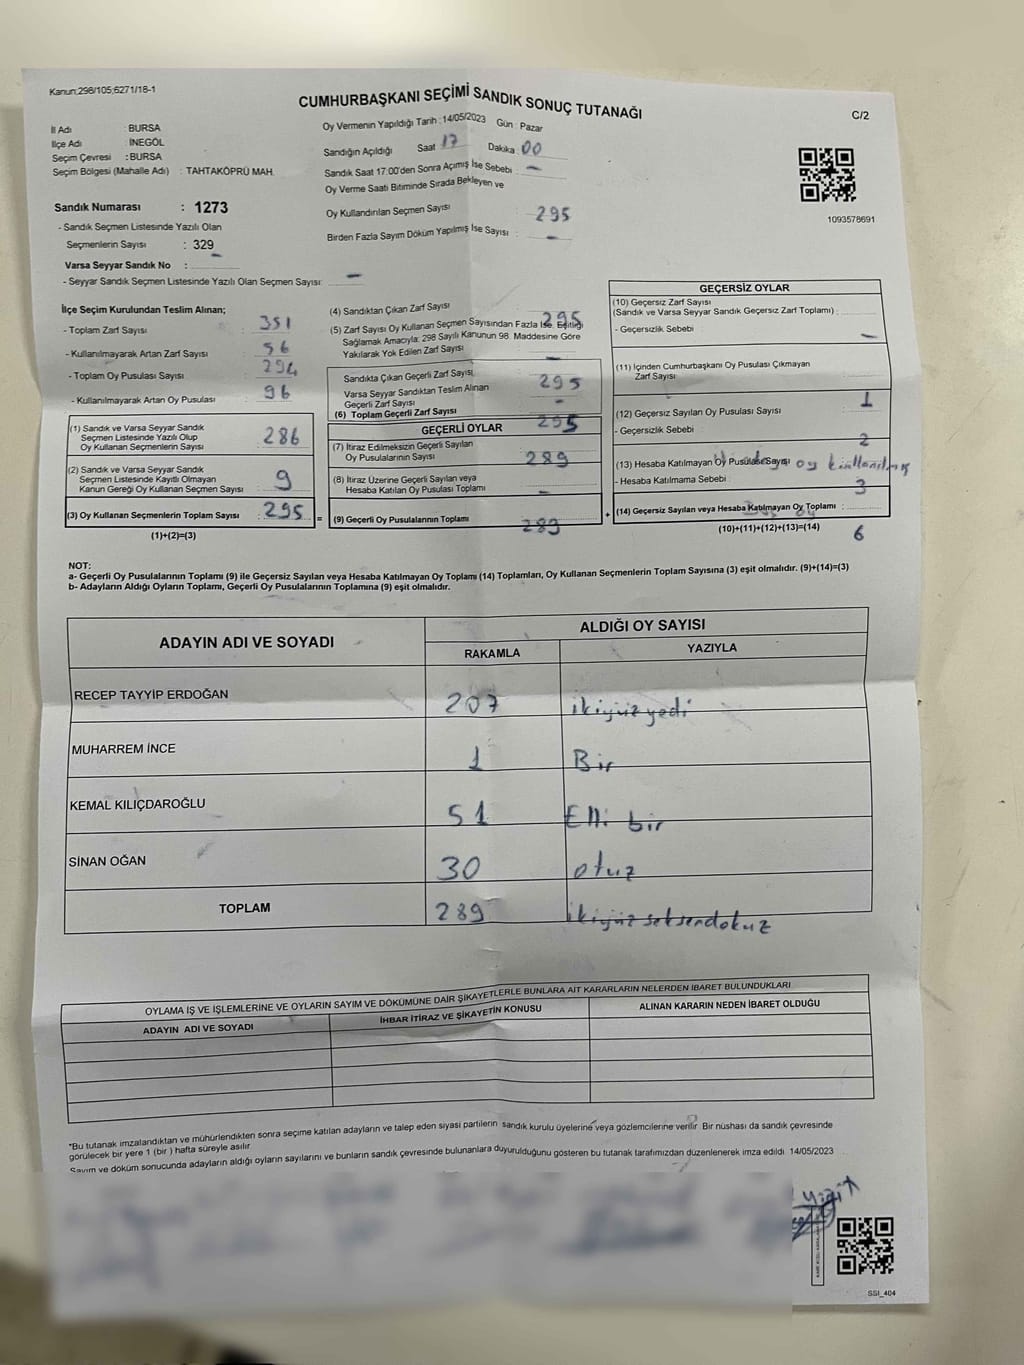 Kanun;298/105;6271/18-1
CUMHURBAŞKANI SEÇİMİ SANDIK SONUÇ TUTANAĞI
C/2
İl Adı : BURSA
İlçe Adı : İNEGÖL
Seçim Çevresi : BURSA
Seçim Bölgesi (Mahalle Adı) : TAHTAKÖPRÜ MAH.
Oy Vermenin Yapıldığı Tarih : 14/05/2023 Gün : Pazar
Sandığın Açıldığı Saat 17 Dakika : 00
Sandık Saat 17:00'den Sonra Açımış İse Sebebi : —
Oy Verme Saati Bitiminde Sırada Bekleyen ve
Oy Kullandırılan Seçmen Sayısı : 295
Birden Fazla Sayım Döküm Yapılmış İse Sayısı : —
1093578691
Sandık Numarası : 1273
- Sandık Seçmen Listesinde Yazılı Olan
Seçmenlerin Sayısı : 329
Varsa Seyyar Sandık No : —
- Seyyar Sandık Seçmen Listesinde Yazılı Olan Seçmen Sayısı: —
İlçe Seçim Kurulundan Teslim Alınan;
- Toplam Zarf Sayısı 351
- Kullanılmayarak Artan Zarf Sayısı 56
- Toplam Oy Pusulası Sayısı
- Kullanılmayarak Artan Oy Pusulası 96
(1) Sandık ve Varsa Seyyar Sandık
Seçmen Listesinde Yazılı Olup
Oy Kullanan Seçmenlerin Sayısı 286
(2) Sandık ve Varsa Seyyar Sandık
Seçmen Listesinde Kayıtlı Olmayan
Kanun Gereği Oy Kullanan Seçmen Sayısı 9
(3) Oy Kullanan Seçmenlerin Toplam Sayısı : 295 =
(1)+(2)=(3)
(4) Sandıktan Çıkan Zarf Sayısı 295
(5) Zarf Sayısı Oy Kullanan Seçmen Sayısından Fazla İse, Eşitliği
Sağlamak Amacıyla; 298 Sayılı Kanunun 98. Maddesine Göre
Yakılarak Yok Edilen Zarf Sayısı —
Sandıkta Çıkan Geçerli Zarf Sayısı 295
Varsa Seyyar Sandıktan Teslim Alınan
Geçerli Zarf Sayısı -
(6) Toplam Geçerli Zarf Sayısı 295
GEÇERLİ OYLAR
(7) İtiraz Edilmeksizin Geçerli Sayılan
Oy Pusulalarının Sayısı 289
(8) İtiraz Üzerine Geçerli Sayılan veya
Hesaba Katılan Oy Pusulası Toplamı —
(9) Geçerli Oy Pusulalarının Toplamı 289 +
GEÇERSİZ OYLAR
(10) Geçersiz Zarf Sayısı
(Sandık ve Varsa Seyyar Sandık Geçersiz Zarf Toplamı) :
- Geçersizlik Sebebi : —
(11) İçinden Cumhurbaşkanı Oy Pusulası Çıkmayan
Zarf Sayısı : 1
(12) Geçersiz Sayılan Oy Pusulası Sayısı
- Geçersizlik Sebebi : 2
(13) Hesaba Katılmayan Oy Pusulası Sayısı oy kullanılmış
- Hesaba Katılmama Sebebi : 3
(14) Geçersiz Sayılan veya Hesaba Katılmayan Oy Toplamı :
(10)+(11)+(12)+(13)=(14) 6
NOT:
a- Geçerli Oy Pusulalarının Toplamı (9) ile Geçersiz Sayılan veya Hesaba Katılmayan Oy Toplamı (14) Toplamları, Oy Kullanan Seçmenlerin Toplam Sayısına (3) eşit olmalıdır. (9)+(14)=(3)
b- Adayların Aldığı Oyların Toplamı, Geçerli Oy Pusulalarının Toplamına (9) eşit olmalıdır.
ADAYIN ADI VE SOYADI
ALDIĞI OY SAYISI
RAKAMLA YAZIYLA
RECEP TAYYİP ERDOĞAN 207 ikiyüzyedi
MUHARREM İNCE 1 Bir
KEMAL KILIÇDAROĞLU 51 Elli bir
SİNAN OĞAN 30 otuz
TOPLAM 289 ikiyüzseksendokuz
OYLAMA İŞ VE İŞLEMLERİNE VE OYLARIN SAYIM VE DÖKÜMÜNE DAİR ŞİKAYETLERLE BUNLARA AİT KARARLARIN NELERDEN İBARET BULUNDUKLARI
ADAYIN ADI VE SOYADI İHBAR İTİRAZ VE ŞİKAYETİN KONUSU ALINAN KARARIN NEDEN İBARET OLDUĞU
*Bu tutanak imzalandıktan ve mühürlendikten sonra seçime katılan adayların ve talep eden siyasi partilerin sandık kurulu üyelerine veya gözlemcilerine verilir. Bir nüshası da sandık çevresinde
görülecek bir yere 1 (bir) hafta süreyle asılır.
Sayım ve döküm sonucunda adayların aldığı oyların sayılarını ve bunların sandık çevresinde bulunanlara duyurulduğunu gösteren bu tutanak tarafımızdan düzenlenerek imza edildi. 14/05/2023
Yiğit
SSI_404